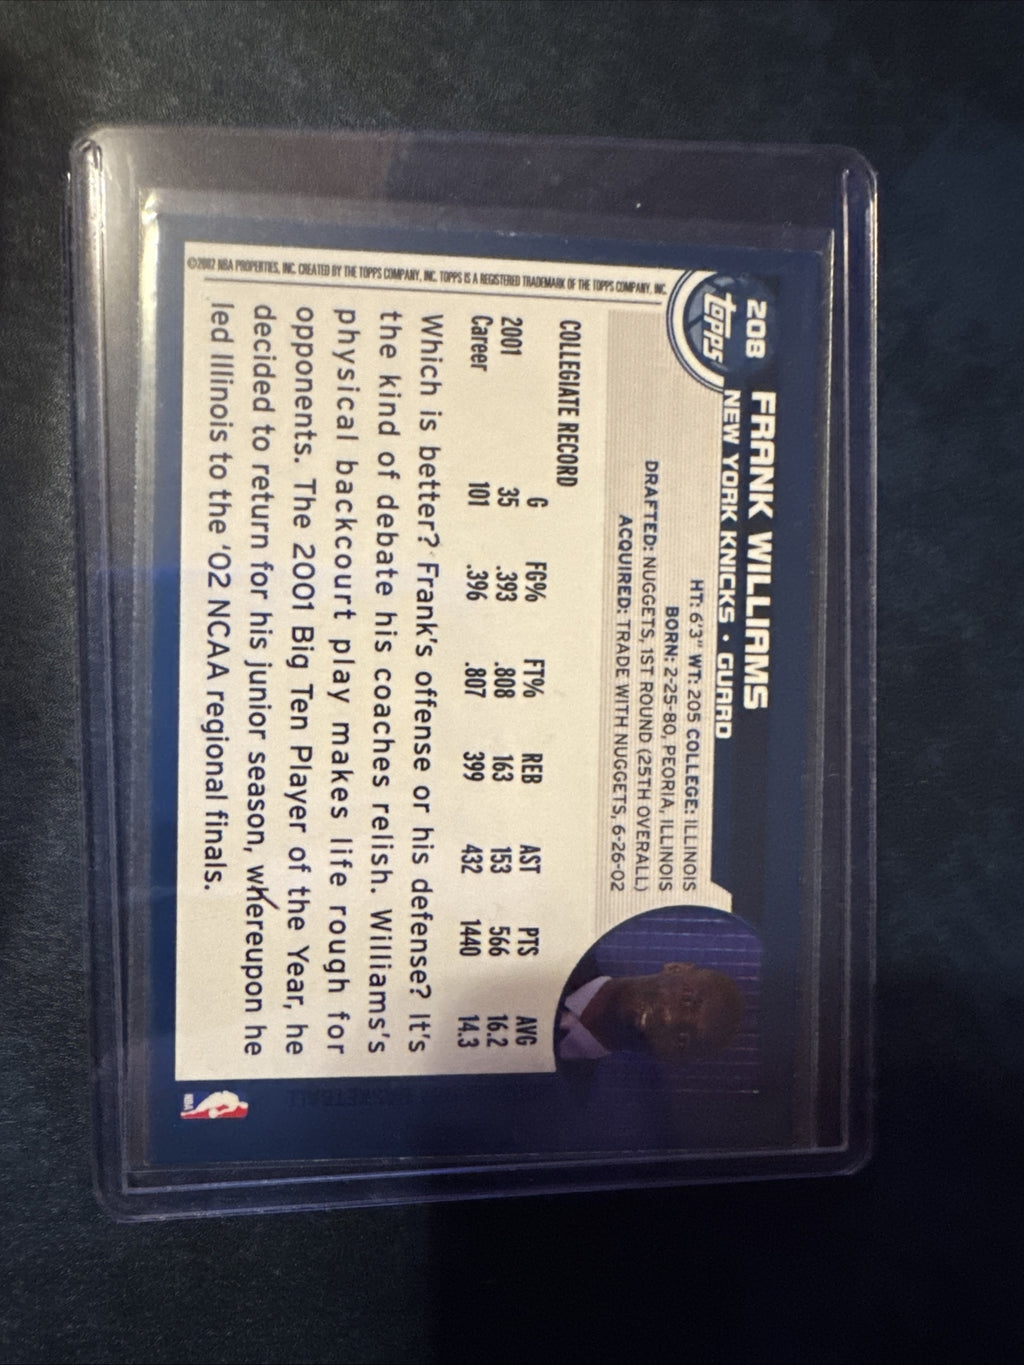 208
topps
FRANK WILLIAMS
NEW YORK KNICKS • GUARD
HT: 6'3" WT: 205 COLLEGE: ILLINOIS
BORN: 2-25-80, PEORIA, ILLINOIS
DRAFTED: NUGGETS, 1ST ROUND (25TH OVERALL)
ACQUIRED: TRADE WITH NUGGETS, 6-26-02
COLLEGIATE RECORD
G FG% FT% REB AST PTS AVG
2001 35 .393 .808 163 153 566 16.2
Career 101 .396 .807 399 432 1440 14.3
Which is better? Frank's offense or his defense? It's
the kind of debate his coaches relish. Williams's
physical backcourt play makes life rough for
opponents. The 2001 Big Ten Player of the Year, he
decided to return for his junior season, whereupon he
led Illinois to the '02 NCAA regional finals.
©2002 NBA PROPERTIES, INC. CREATED BY THE TOPPS COMPANY, INC. TOPPS IS A REGISTERED TRADEMARK OF THE TOPPS COMPANY, INC.
NBA